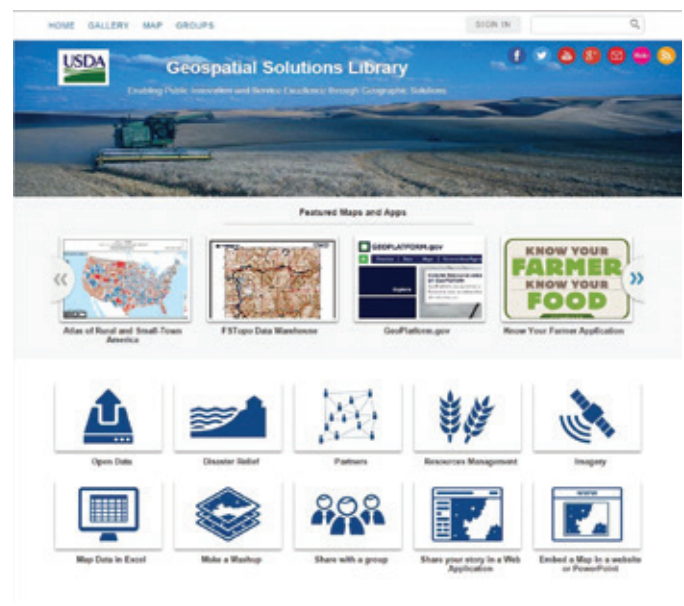 HOME GALLERY MAP GROUPS SIGN IN
USDA
Geospatial Solutions Library
Enabling Public Innovation and Service Excellence through Geographic Solutions
Featured Maps and Apps
GEOPLATFORM.gov
Explore
KNOW YOUR
FARMER
KNOW YOUR
FOOD
Atlas of Rural and Small-Town
America
FSTopo Data Warehouse
GeoPlatform.gov
Know Your Farmer Application
Open Data
Disaster Relief
Partners
Resources Management
Imagery
WWW
Map Data in Excel
Make a Mashup
Share with a group
Share your story in a Web
Application
Embed a Map in a website
or PowerPoint